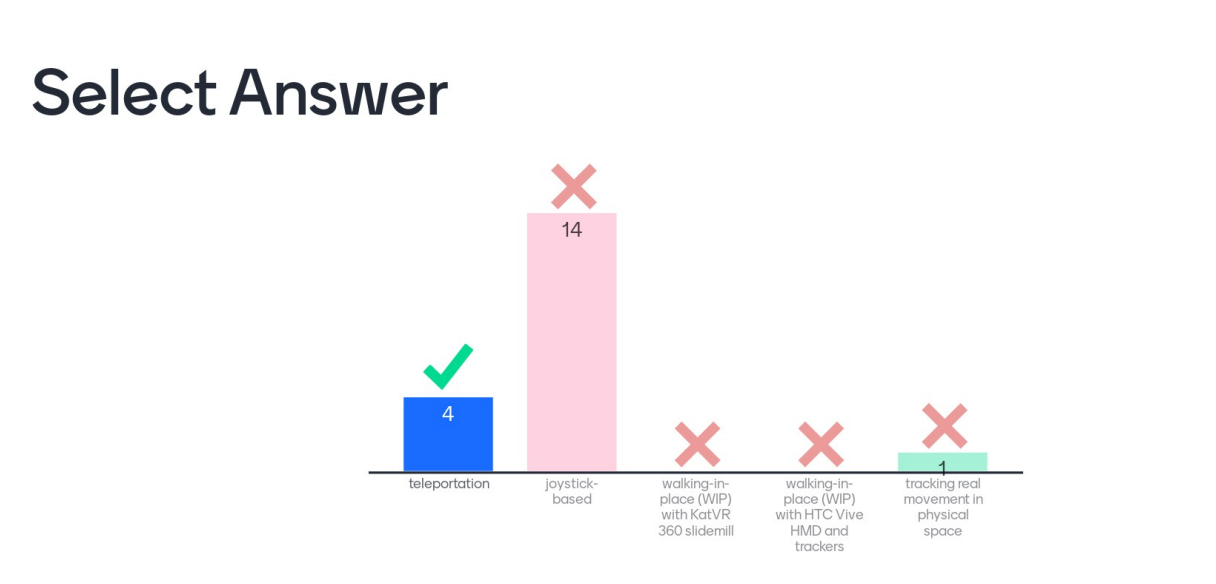 Select Answer
14
4
1
teleportation
joystick-
based
walking-in-
place (WIP)
with KatVR
360 slidemill
walking-in-
place (WIP)
with HTC Vive
HMD and
trackers
tracking real
movement in
physical
space